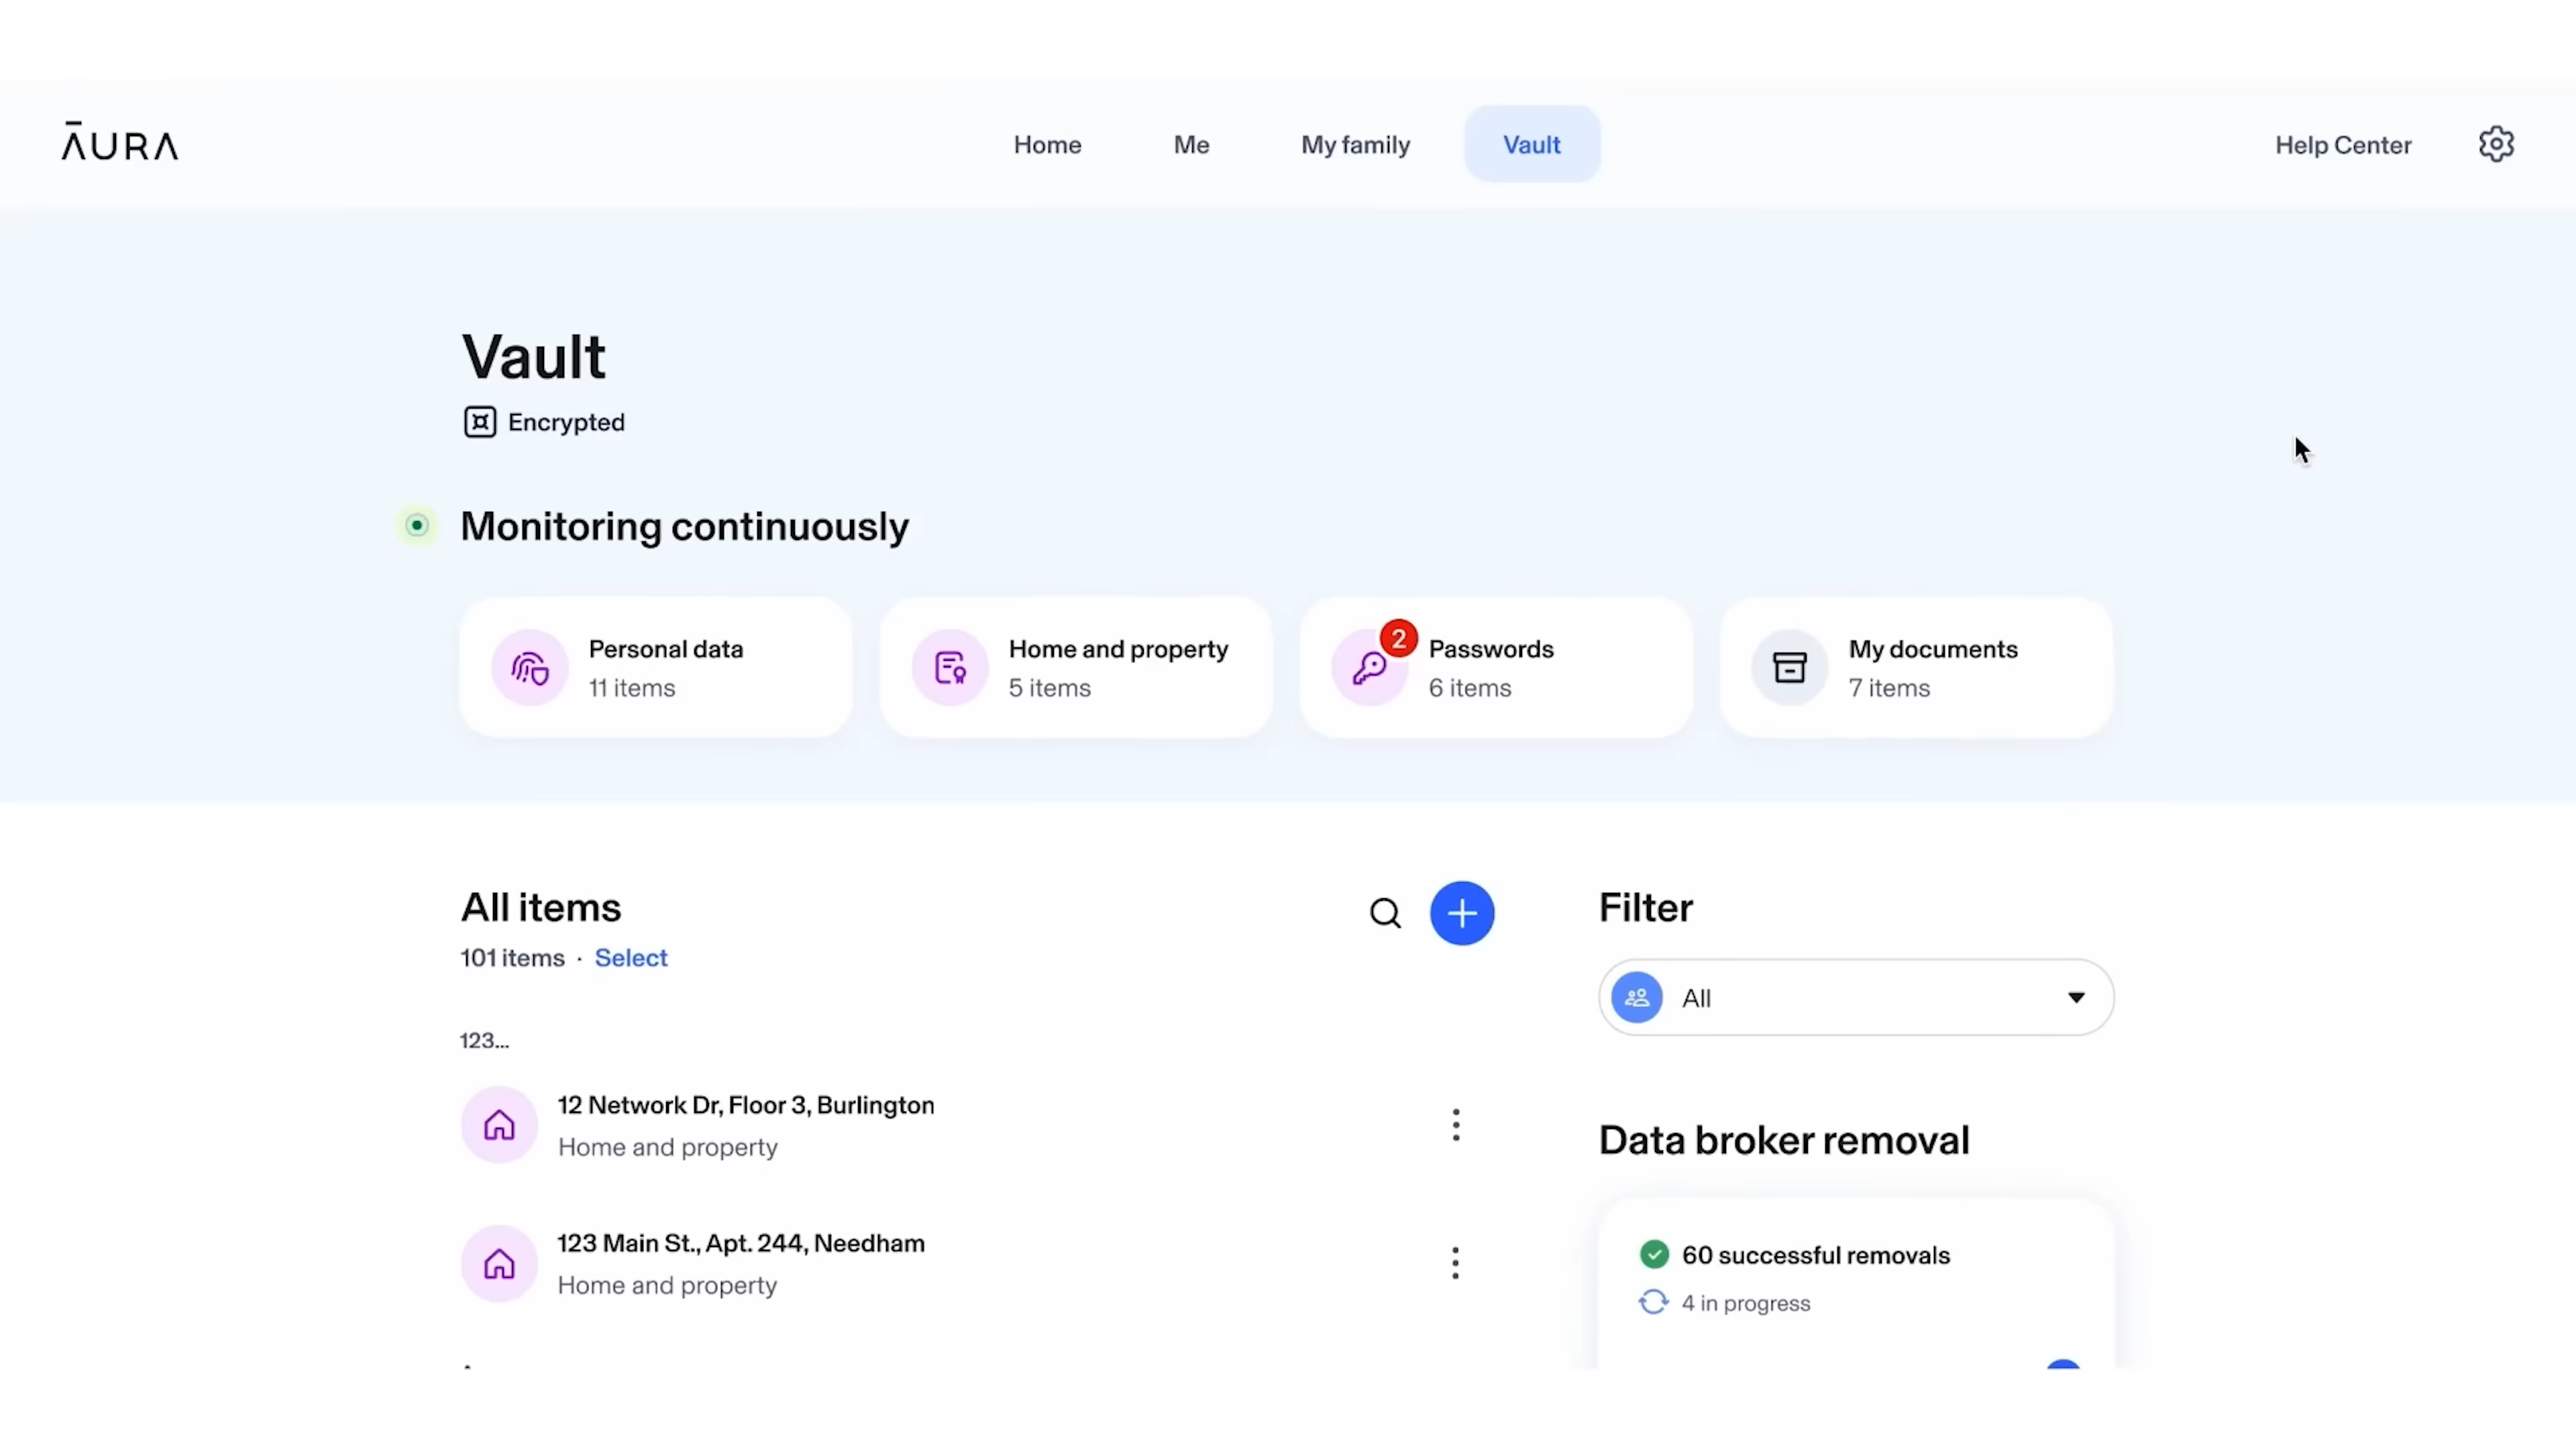 ĀURA
Home
Me
My family
Vault
Help Center
Vault
Encrypted
Monitoring continuously
Personal data
11 items
Home and property
5 items
2
Passwords
6 items
My documents
7 items
All items
101 items · Select
123...
12 Network Dr, Floor 3, Burlington
Home and property
123 Main St., Apt. 244, Needham
Home and property
Filter
All
Data broker removal
60 successful removals
4 in progress